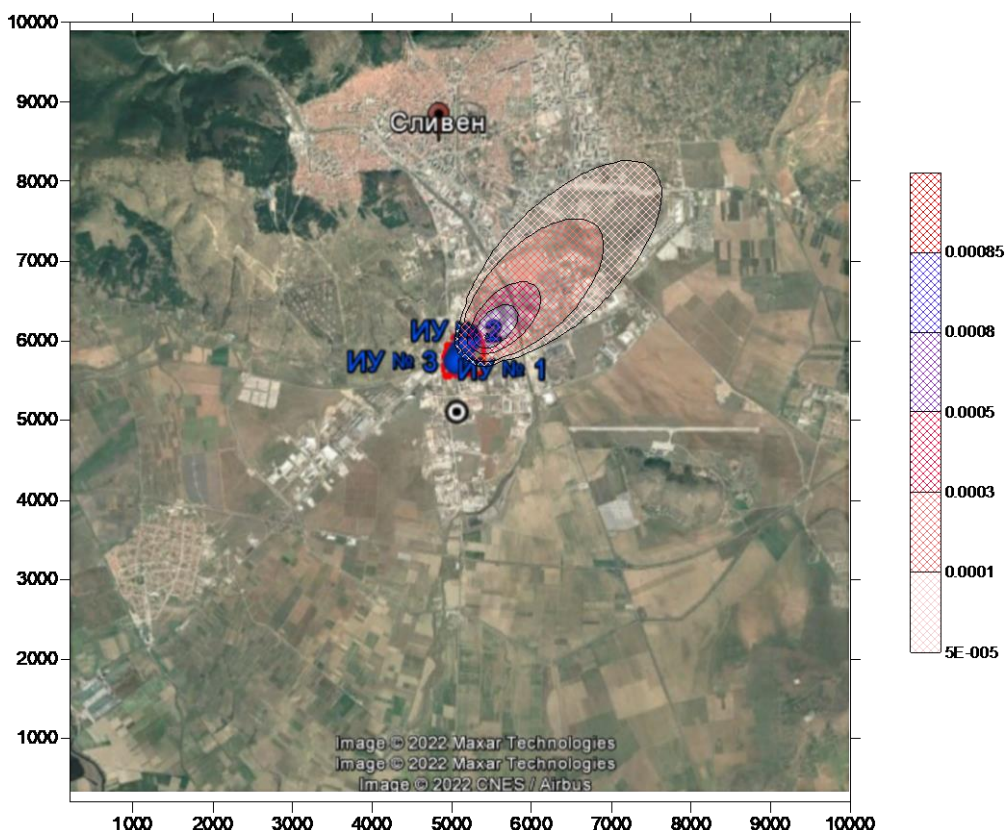 10000
9000
8000
7000
6000
5000
4000
3000
2000
1000
Сливен
ИУ № 2
ИУ № 3
ИУ № 1
Image © 2022 Maxar Technologies
Image © 2022 Maxar Technologies
Image © 2022 CNES / Airbus
1000 2000 3000 4000 5000 6000 7000 8000 9000 10000
0.00085
0.0008
0.0005
0.0003
0.0001
5E-005